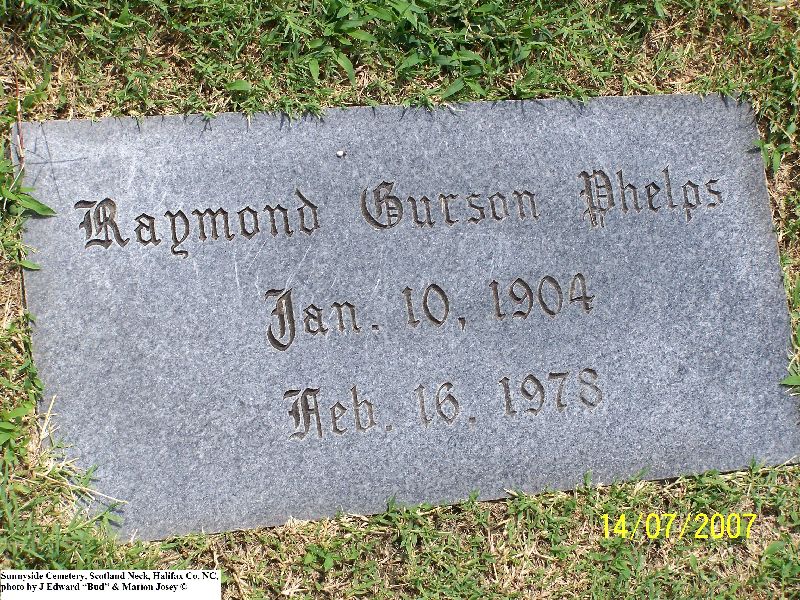 Raymond Gurson Phelps
Jan. 10, 1904
Feb. 16. 1978
14/07/2007
Sunnyside Cemetery, Scotland Neck, Halifax Co, NC,
photo by J Edward "Bud" & Marion Josey ©